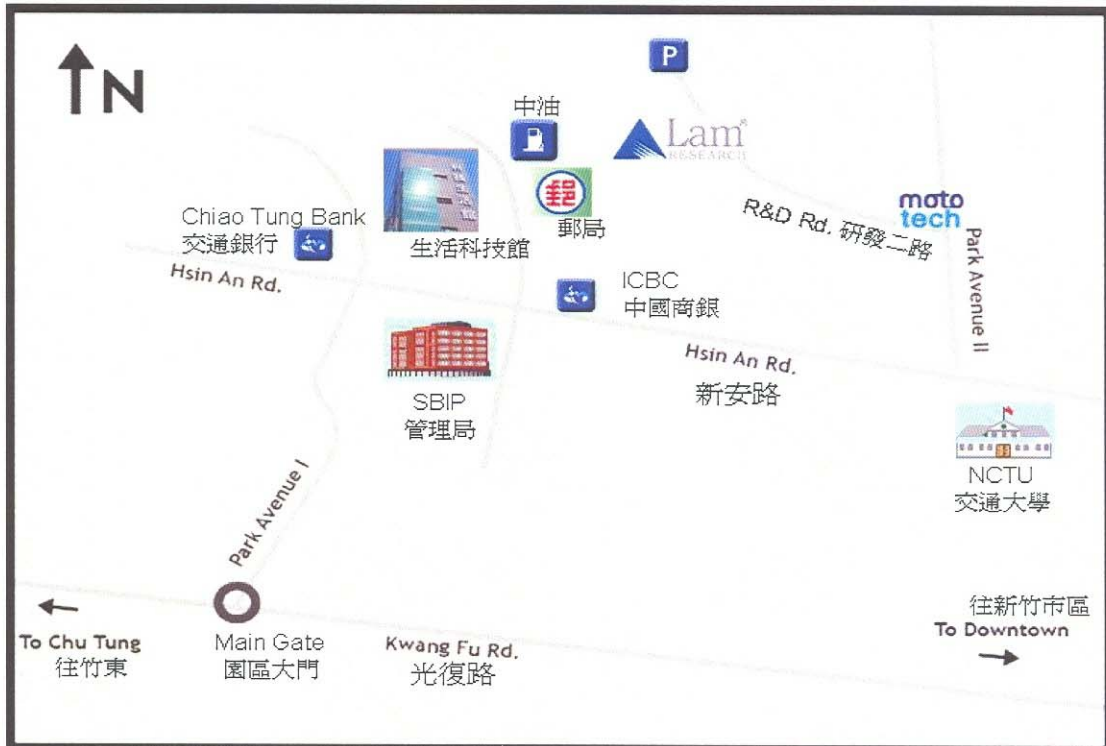 N
P
中油
Lam®
RESEARCH
郵
郵局
moto
tech
Chiao Tung Bank
交通銀行
生活科技館
R&D Rd. 研發二路
Park Avenue II
Hsin An Rd.
ICBC
中國商銀
Hsin An Rd.
新安路
SBIP
管理局
NCTU
交通大學
Park Avenue I
往新竹市區
To Downtown
To Chu Tung
往竹東
Main Gate
園區大門
Kwang Fu Rd.
光復路